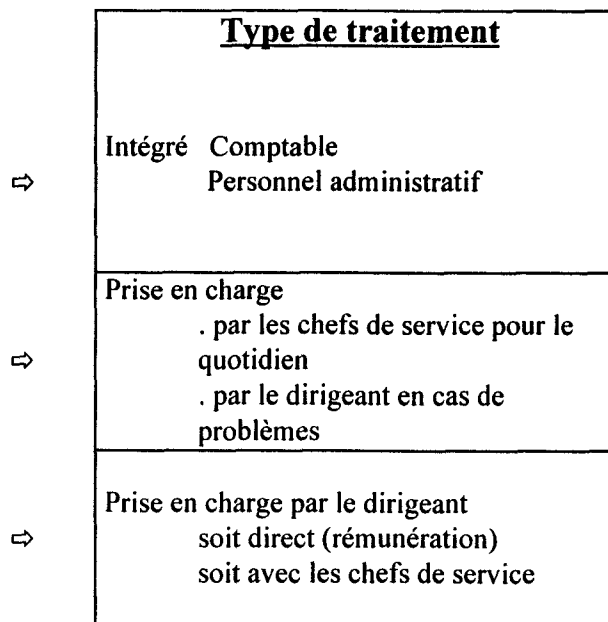 Type de traitement
Intégré Comptable
⇨ Personnel administratif
Prise en charge
. par les chefs de service pour le
⇨ quotidien
. par le dirigeant en cas de
problèmes
Prise en charge par le dirigeant
⇨ soit direct (rémunération)
soit avec les chefs de service